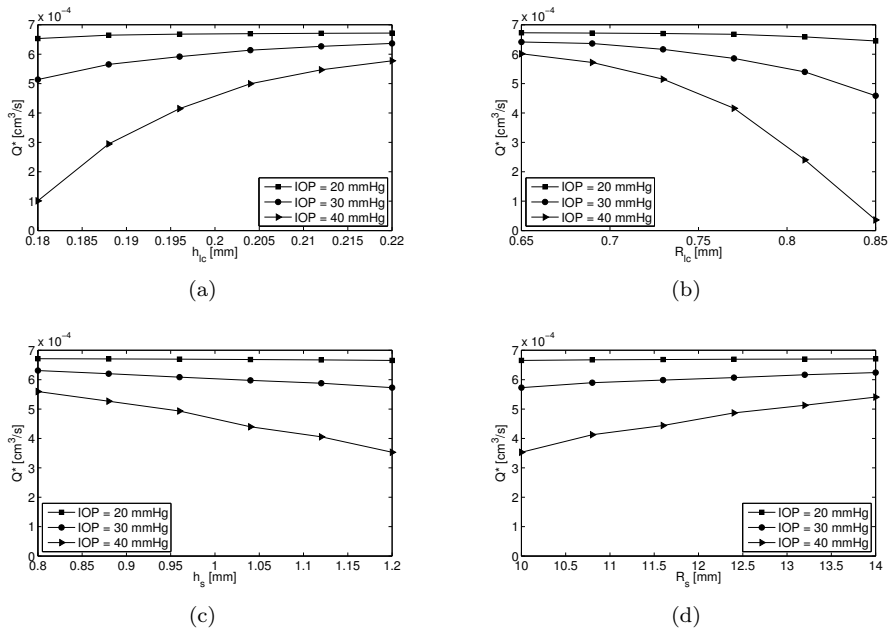 x 10⁻⁴
7
6
5
4
3
2
1
0
Q* [cm³/s]
IOP = 20 mmHg
IOP = 30 mmHg
IOP = 40 mmHg
0.18 0.185 0.19 0.195 0.2 0.205 0.21 0.215 0.22
h_lc [mm]
(a)
x 10⁻⁴
7
6
5
4
3
2
1
0
Q* [cm³/s]
IOP = 20 mmHg
IOP = 30 mmHg
IOP = 40 mmHg
0.65 0.7 0.75 0.8 0.85
R_lc [mm]
(b)
x 10⁻⁴
7
6
5
4
3
2
1
0
Q* [cm³/s]
IOP = 20 mmHg
IOP = 30 mmHg
IOP = 40 mmHg
0.8 0.85 0.9 0.95 1 1.05 1.1 1.15 1.2
h_s [mm]
(c)
x 10⁻⁴
7
6
5
4
3
2
1
0
Q* [cm³/s]
IOP = 20 mmHg
IOP = 30 mmHg
IOP = 40 mmHg
10 10.5 11 11.5 12 12.5 13 13.5 14
R_s [mm]
(d)